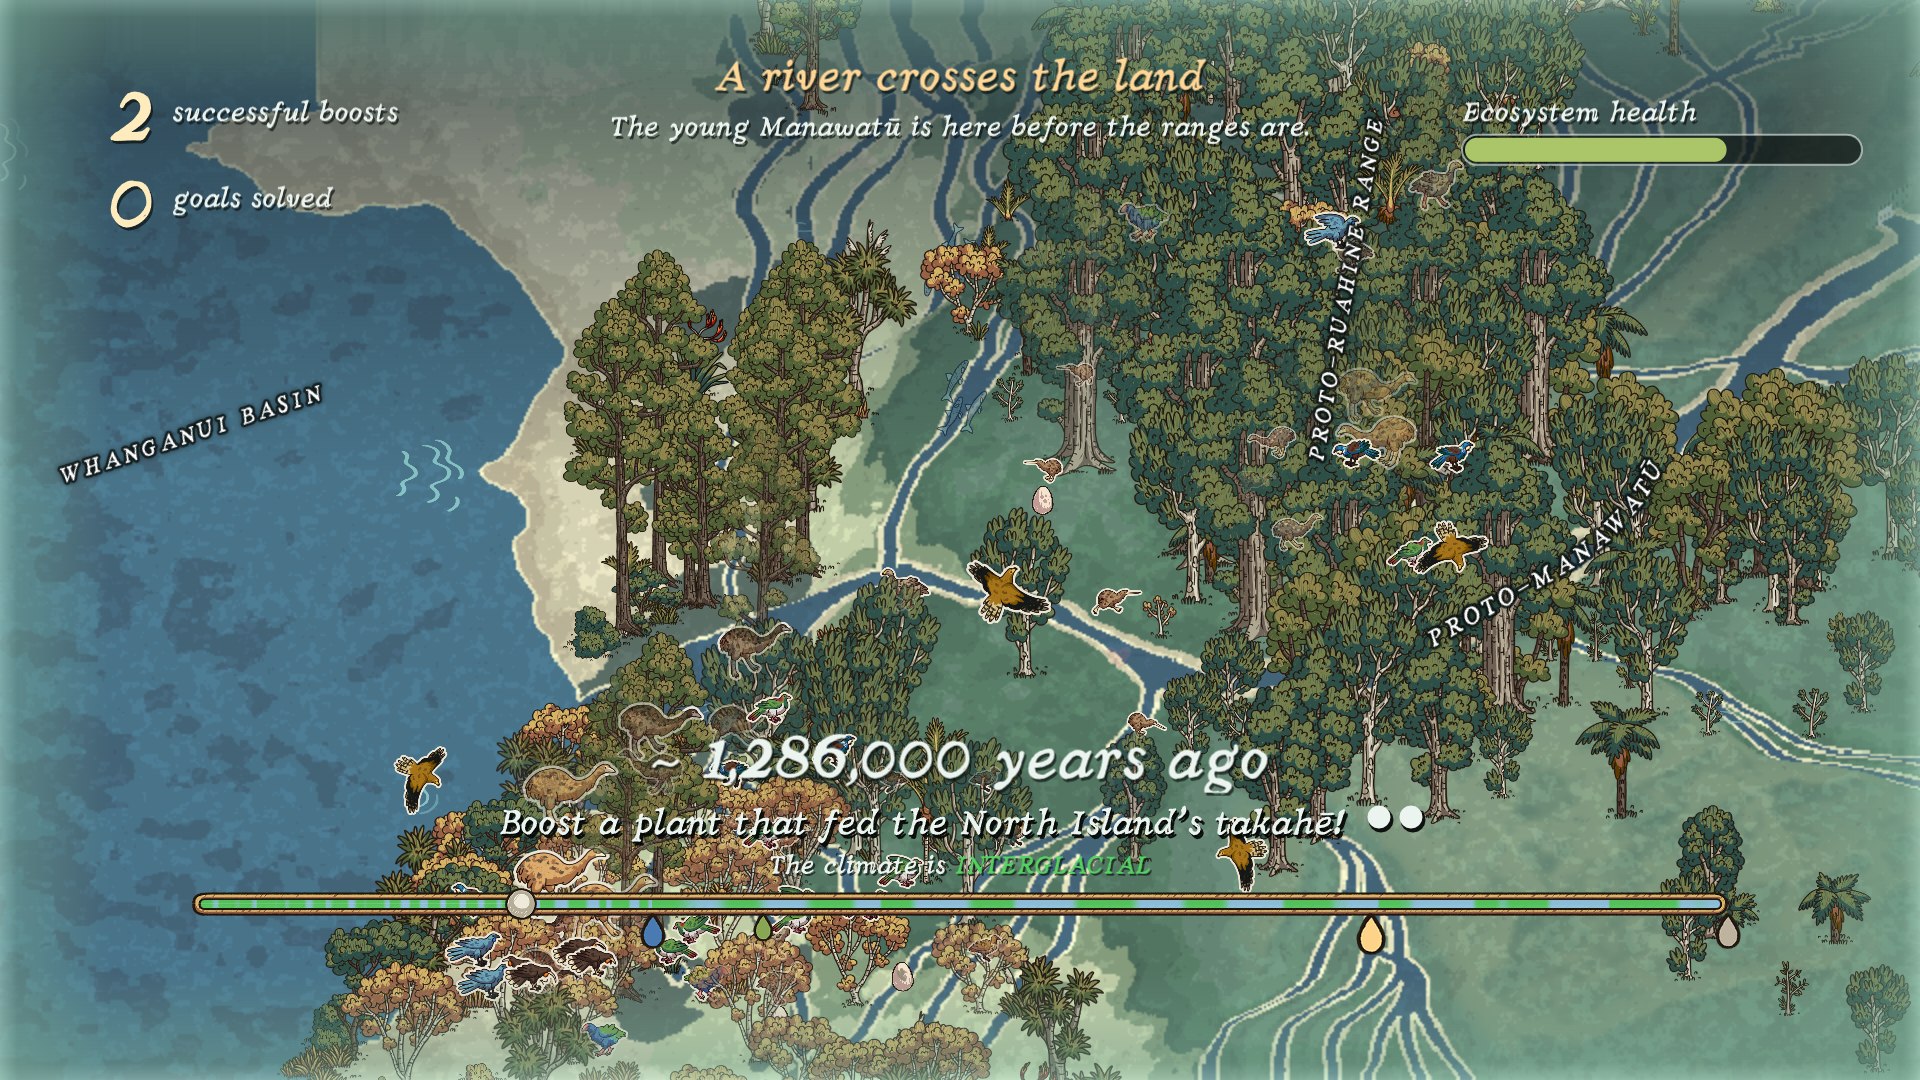 A river crosses the land
The young Manawatū is here before the ranges are.
2 successful boosts
0 goals solved
Ecosystem health
PROTO-RUAHINE RANGE
WHANGANUI BASIN
PROTO-MANAWATŪ
~ 1,286,000 years ago
Boost a plant that fed the North Island's takahē!
The climate is INTERGLACIAL